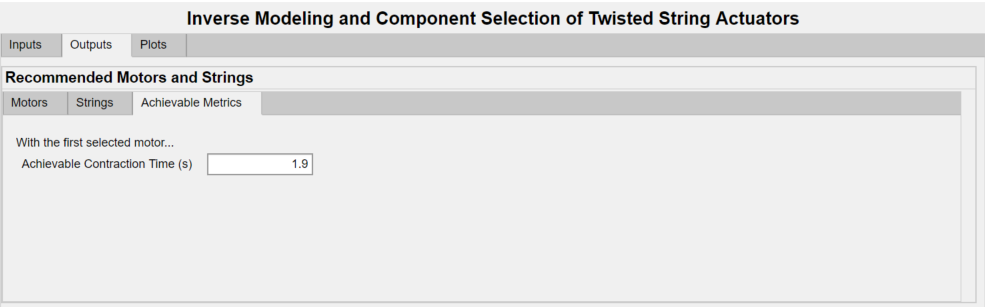 Inverse Modeling and Component Selection of Twisted String Actuators
Inputs Outputs Plots
Recommended Motors and Strings
Motors Strings Achievable Metrics
With the first selected motor...
Achievable Contraction Time (s) 1.9